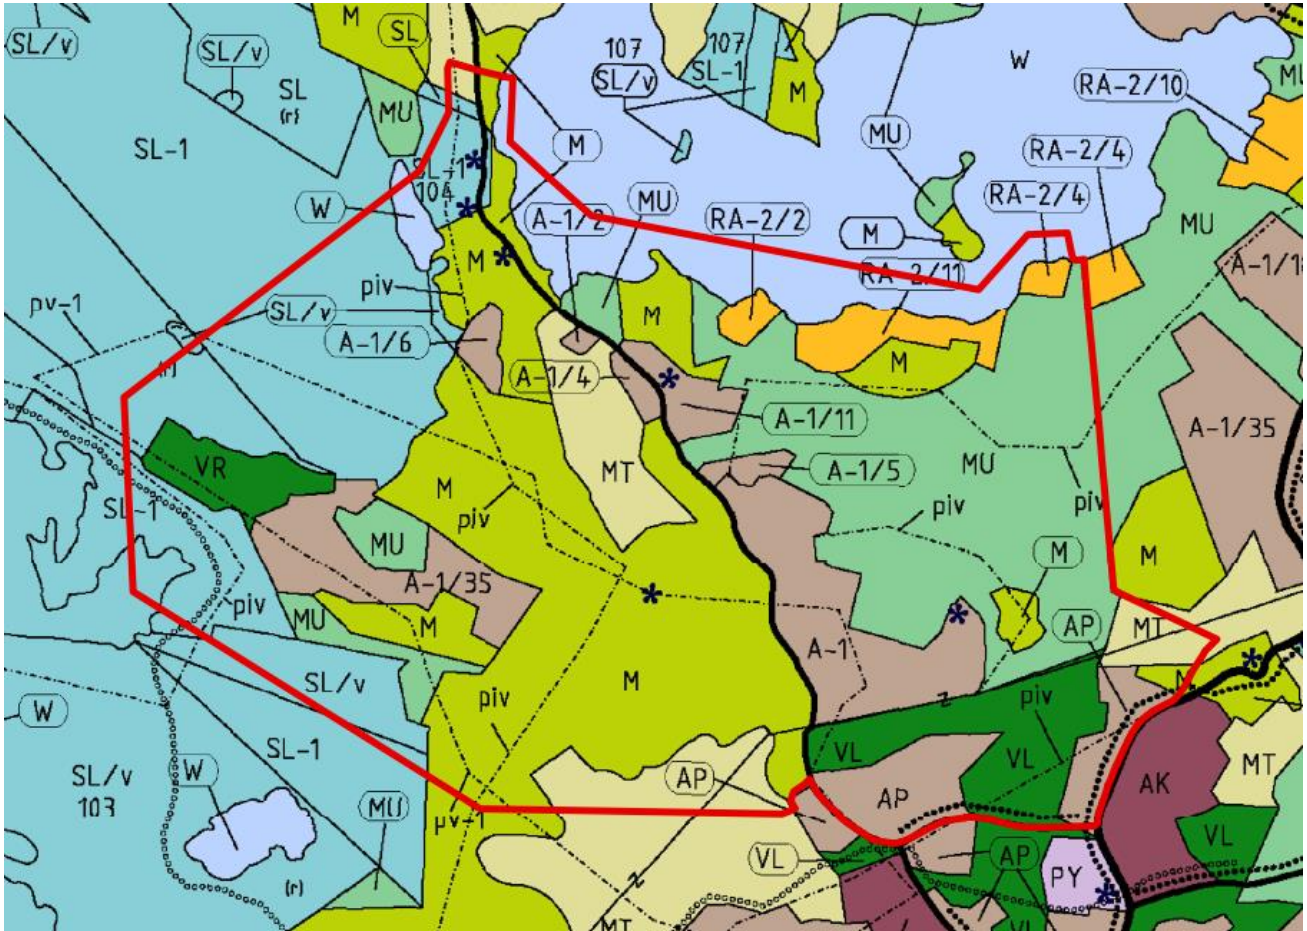 M
SL
SL/v
SL/v
107
SL/v
107
SL-1
W
MU
SL
(r)
MU
M
MU
RA-2/10
SL-1
SL-1
104
M
RA-2/4
W
A-1/2
MU
RA-2/2
M
RA-2/4
MU
M
RA-2/11
A-1/1
pv-1
piv
SL/v
A-1/6
M
M
A-1/4
A-1/11
A-1/35
VR
M
MT
A-1/5
MU
SL-1
piv
piv
piv
MU
M
M
A-1/35
piv
MU
M
AP
MT
M
A-1
SL/v
M
W
piv
z
piv
M
SL-1
VL
VL
SL/v
103
W
AP
AP
AK
MT
MU
pv-1
VL
VL
AP
PY
(r)
z
MT
VL